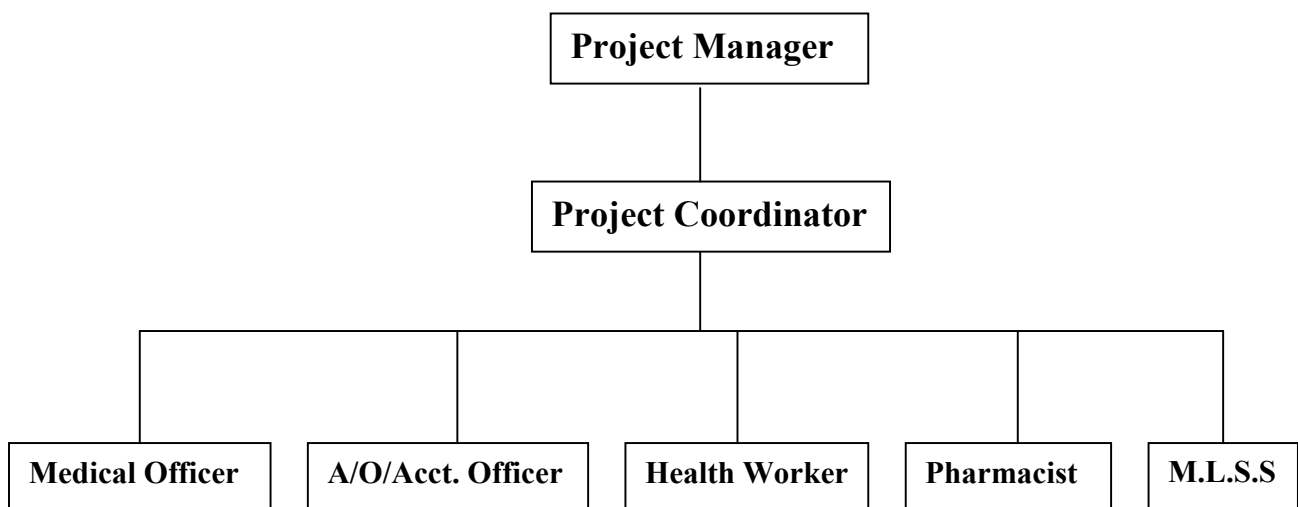 Project Manager
Project Coordinator
Medical Officer
A/O/Acct. Officer
Health Worker
Pharmacist
M.L.S.S